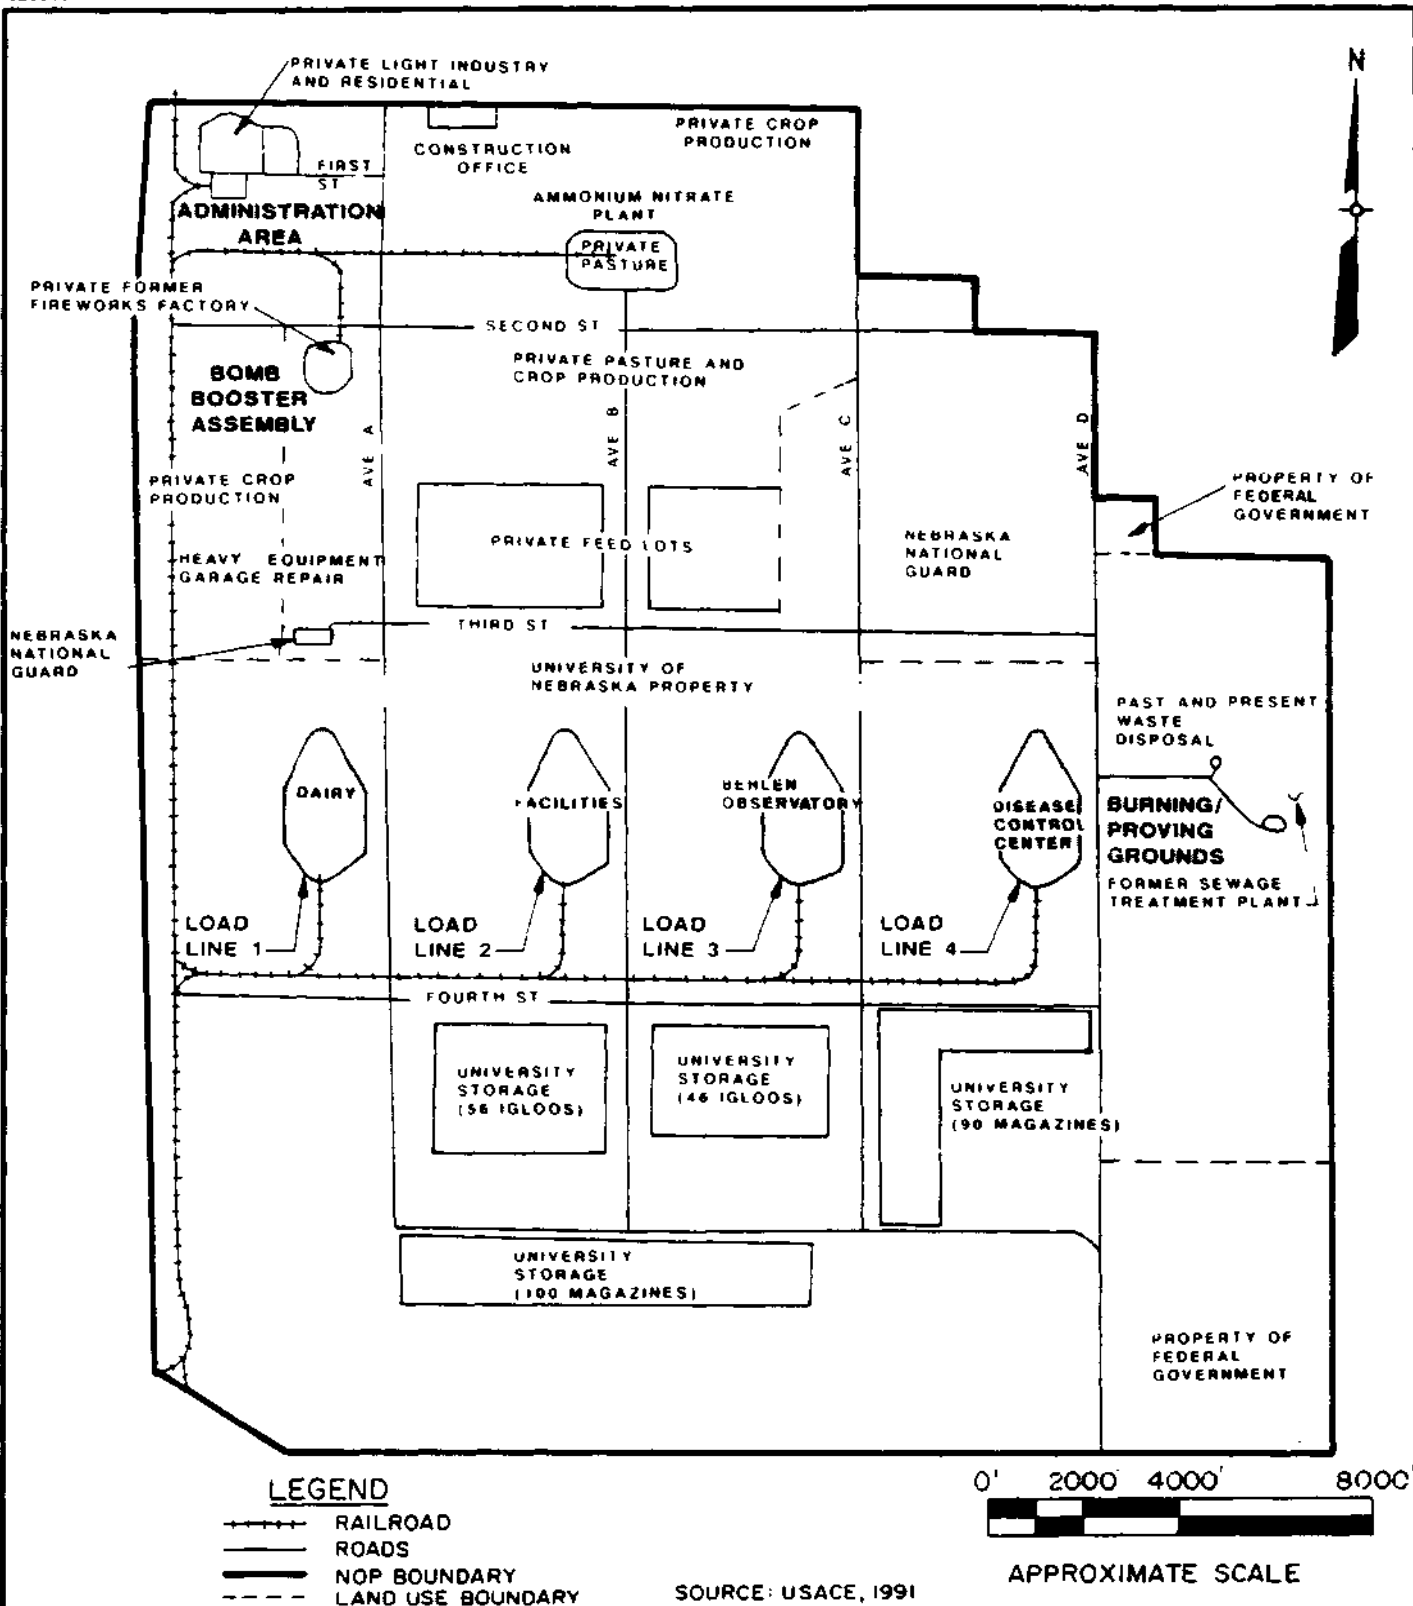 PRIVATE LIGHT INDUSTRY
AND RESIDENTIAL
N
PRIVATE CROP
PRODUCTION
CONSTRUCTION
OFFICE
FIRST
ST
AMMONIUM NITRATE
PLANT
ADMINISTRATION
AREA
PRIVATE
PASTURE
PRIVATE FORMER
FIREWORKS FACTORY
SECOND ST
PRIVATE PASTURE AND
CROP PRODUCTION
BOMB
BOOSTER
ASSEMBLY
AVE A
AVE B
AVE C
AVE D
PRIVATE CROP
PRODUCTION
PROPERTY OF
FEDERAL
GOVERNMENT
PRIVATE FEED LOTS
NEBRASKA
NATIONAL
GUARD
HEAVY EQUIPMENT
GARAGE REPAIR
THIRD ST
NEBRASKA
NATIONAL
GUARD
UNIVERSITY OF
NEBRASKA PROPERTY
PAST AND PRESENT
WASTE
DISPOSAL
DAIRY
FACILITIES
BEHLEN
OBSERVATORY
DISEASE
CONTROL
CENTER
BURNING/
PROVING
GROUNDS
FORMER SEWAGE
TREATMENT PLANT
LOAD
LINE 1
LOAD
LINE 2
LOAD
LINE 3
LOAD
LINE 4
FOURTH ST
UNIVERSITY
STORAGE
(56 IGLOOS)
UNIVERSITY
STORAGE
(46 IGLOOS)
UNIVERSITY
STORAGE
(90 MAGAZINES)
UNIVERSITY
STORAGE
(100 MAGAZINES)
PROPERTY OF
FEDERAL
GOVERNMENT
LEGEND
RAILROAD
ROADS
NOP BOUNDARY
LAND USE BOUNDARY
SOURCE: USACE, 1991
0' 2000' 4000' 8000'
APPROXIMATE SCALE